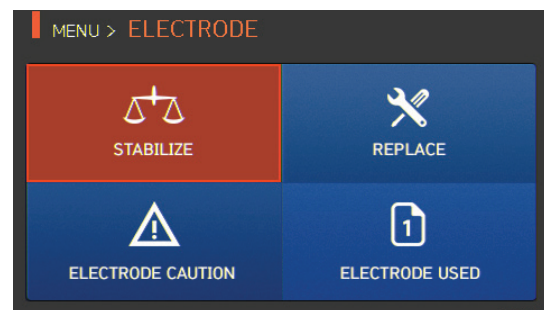 MENU > ELECTRODE
STABILIZE
REPLACE
ELECTRODE CAUTION
1
ELECTRODE USED